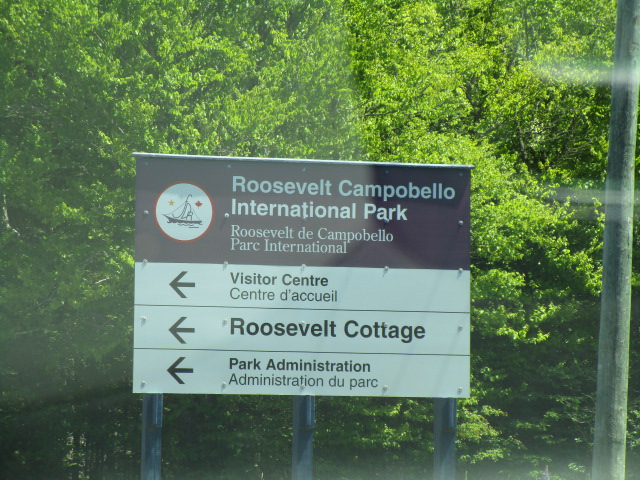 Roosevelt Campobello
International Park
Roosevelt de Campobello
Parc International
Visitor Centre
Centre d'accueil
Roosevelt Cottage
Park Administration
Administration du parc